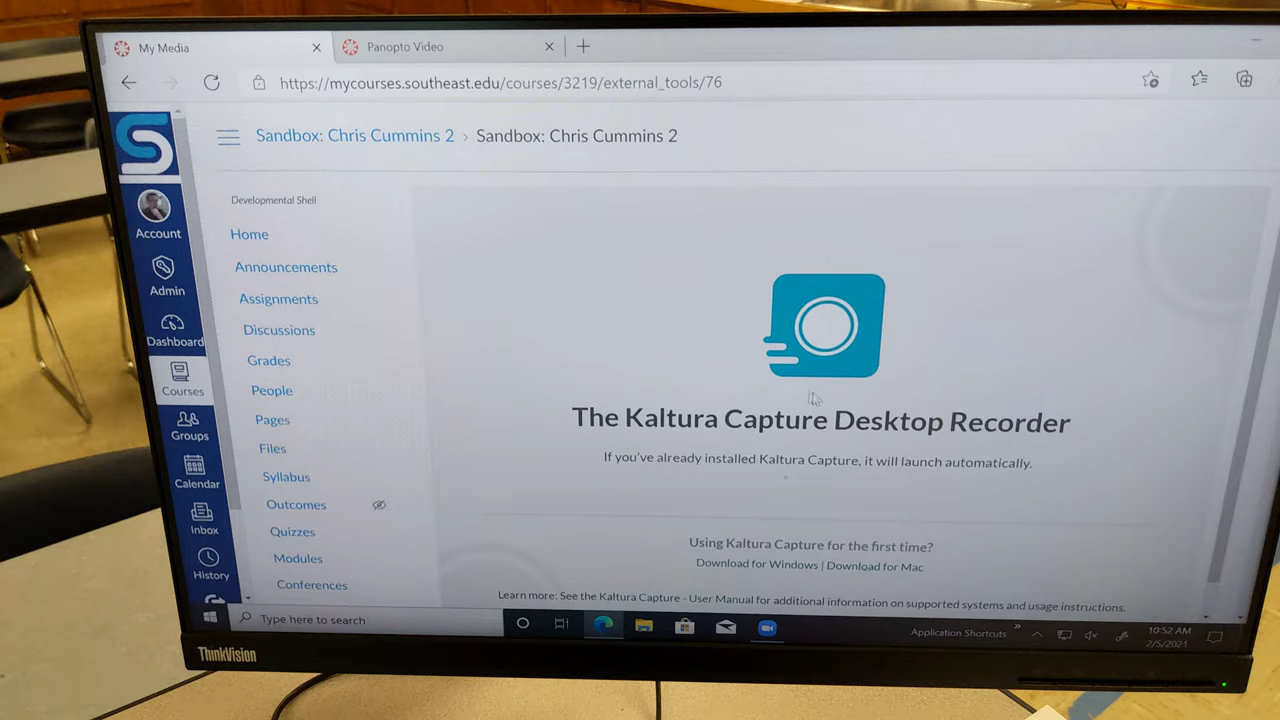 My Media
Panopto Video
https://mycourses.southeast.edu/courses/3219/external_tools/76
Sandbox: Chris Cummins 2 › Sandbox: Chris Cummins 2
Account
Admin
Dashboard
Courses
Groups
Calendar
Inbox
History
Developmental Shell
Home
Announcements
Assignments
Discussions
Grades
People
Pages
Files
Syllabus
Outcomes
Quizzes
Modules
Conferences
The Kaltura Capture Desktop Recorder
If you've already installed Kaltura Capture, it will launch automatically.
Using Kaltura Capture for the first time?
Download for Windows | Download for Mac
Learn more: See the Kaltura Capture - User Manual for additional information on supported systems and usage instructions.
Type here to search
Application Shortcuts
10:52 AM
2/5/2021
ThinkVision